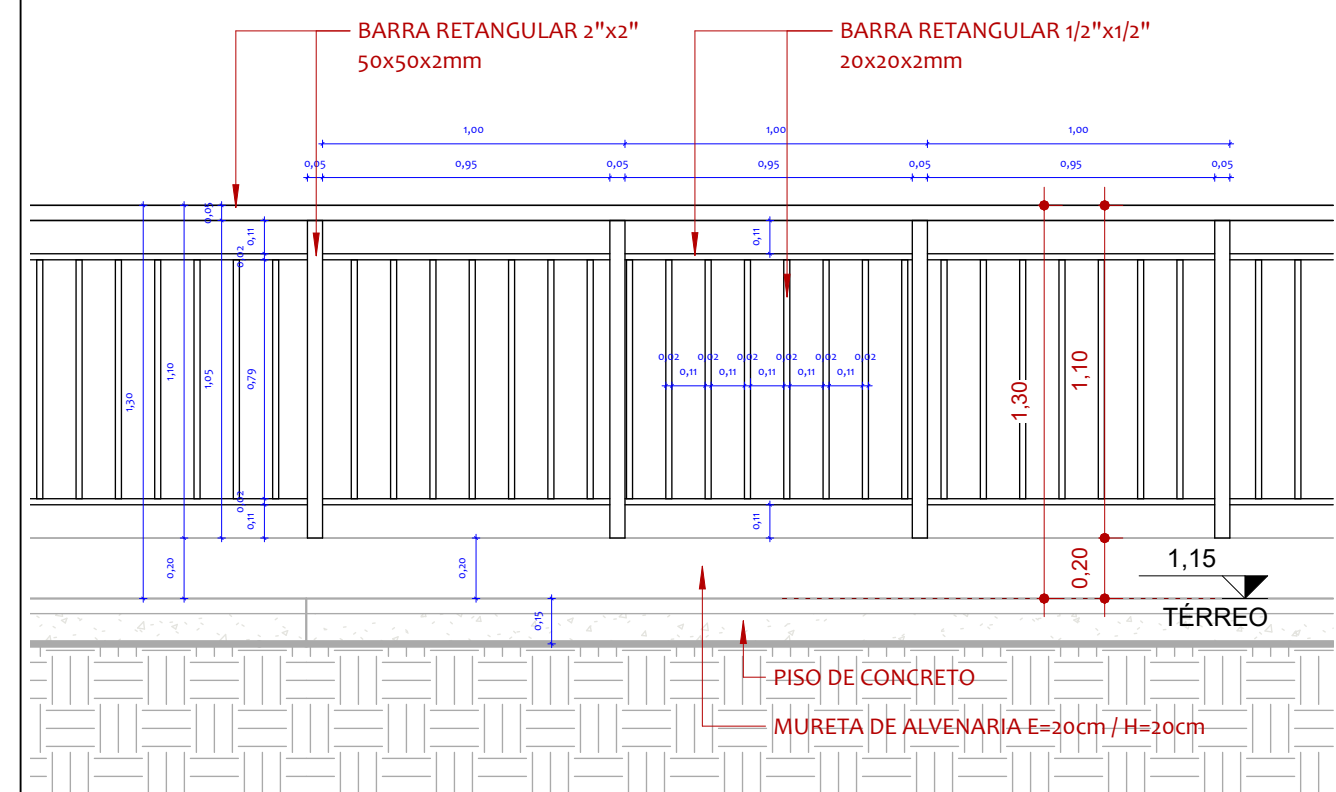 BARRA RETANGULAR 2"x2"
50x50x2mm
BARRA RETANGULAR 1/2"x1/2"
20x20x2mm
1,00 1,00 1,00
0,05 0,95 0,05 0,95 0,05 0,95 0,05
0,05
0,11 0,11
0,02
0,02 0,02 0,02 0,02 0,02 0,02
0,11 0,11 0,11 0,11 0,11
1,30 1,10 1,05 0,79
1,30 1,10
0,02
0,11 0,11
0,20 0,20 0,20
1,15
TÉRREO
0,15
PISO DE CONCRETO
MURETA DE ALVENARIA E=20cm / H=20cm